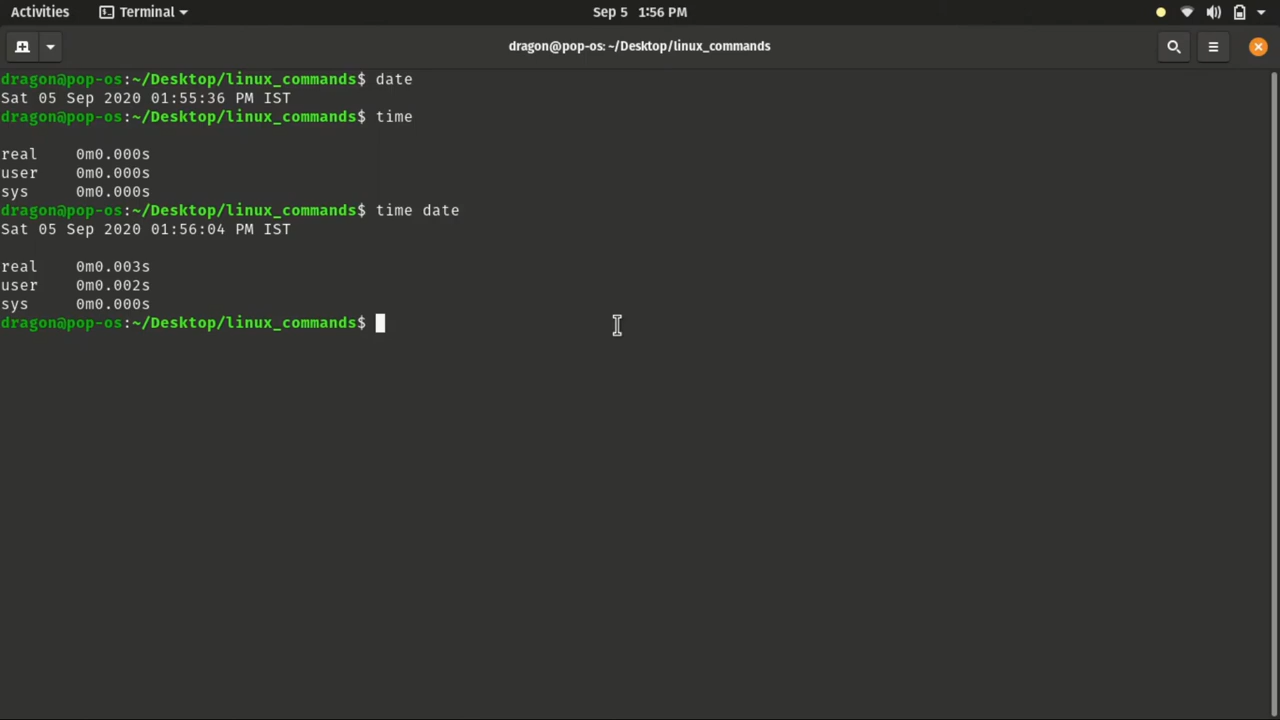 Activities Terminal Sep 5 1:56 PM
dragon@pop-os: ~/Desktop/linux_commands
dragon@pop-os:~/Desktop/linux_commands$ date
Sat 05 Sep 2020 01:55:36 PM IST
dragon@pop-os:~/Desktop/linux_commands$ time
real 0m0.000s
user 0m0.000s
sys 0m0.000s
dragon@pop-os:~/Desktop/linux_commands$ time date
Sat 05 Sep 2020 01:56:04 PM IST
real 0m0.003s
user 0m0.002s
sys 0m0.000s
dragon@pop-os:~/Desktop/linux_commands$